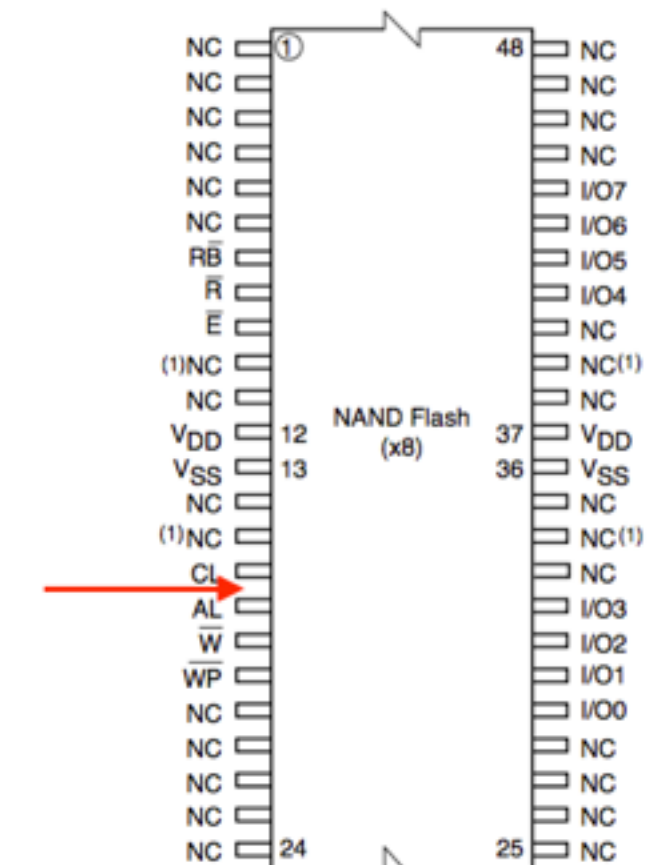 NC ① 48 NC
NC NC
NC NC
NC NC
NC I/O7
NC I/O6
RB̅ I/O5
R̅ I/O4
E̅ NC
(1)NC NC(1)
NC NC
VDD 12 NAND Flash 37 VDD
(x8)
VSS 13 36 VSS
NC NC
(1)NC NC(1)
CL NC
AL I/O3
W̅ I/O2
W̅P̅ I/O1
NC I/O0
NC NC
NC NC
NC NC
NC 24 25 NC